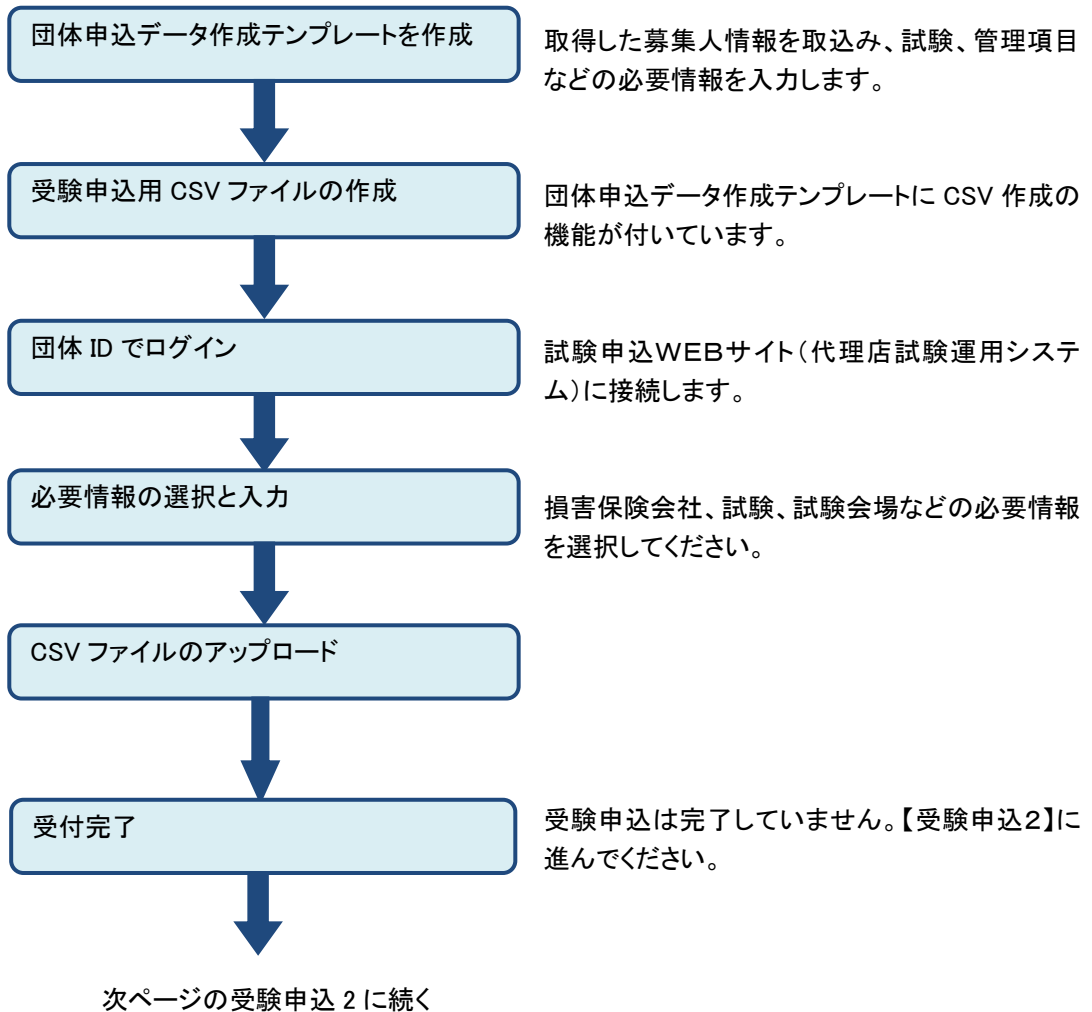 団体申込データ作成テンプレートを作成
取得した募集人情報を取込み、試験、管理項目
などの必要情報を入力します。
受験申込用 CSV ファイルの作成
団体申込データ作成テンプレートに CSV 作成の
機能が付いています。
団体 ID でログイン
試験申込WEBサイト（代理店試験運用システ
ム）に接続します。
必要情報の選択と入力
損害保険会社、試験、試験会場などの必要情報
を選択してください。
CSV ファイルのアップロード
受付完了
受験申込は完了していません。【受験申込２】に
進んでください。
次ページの受験申込 2 に続く